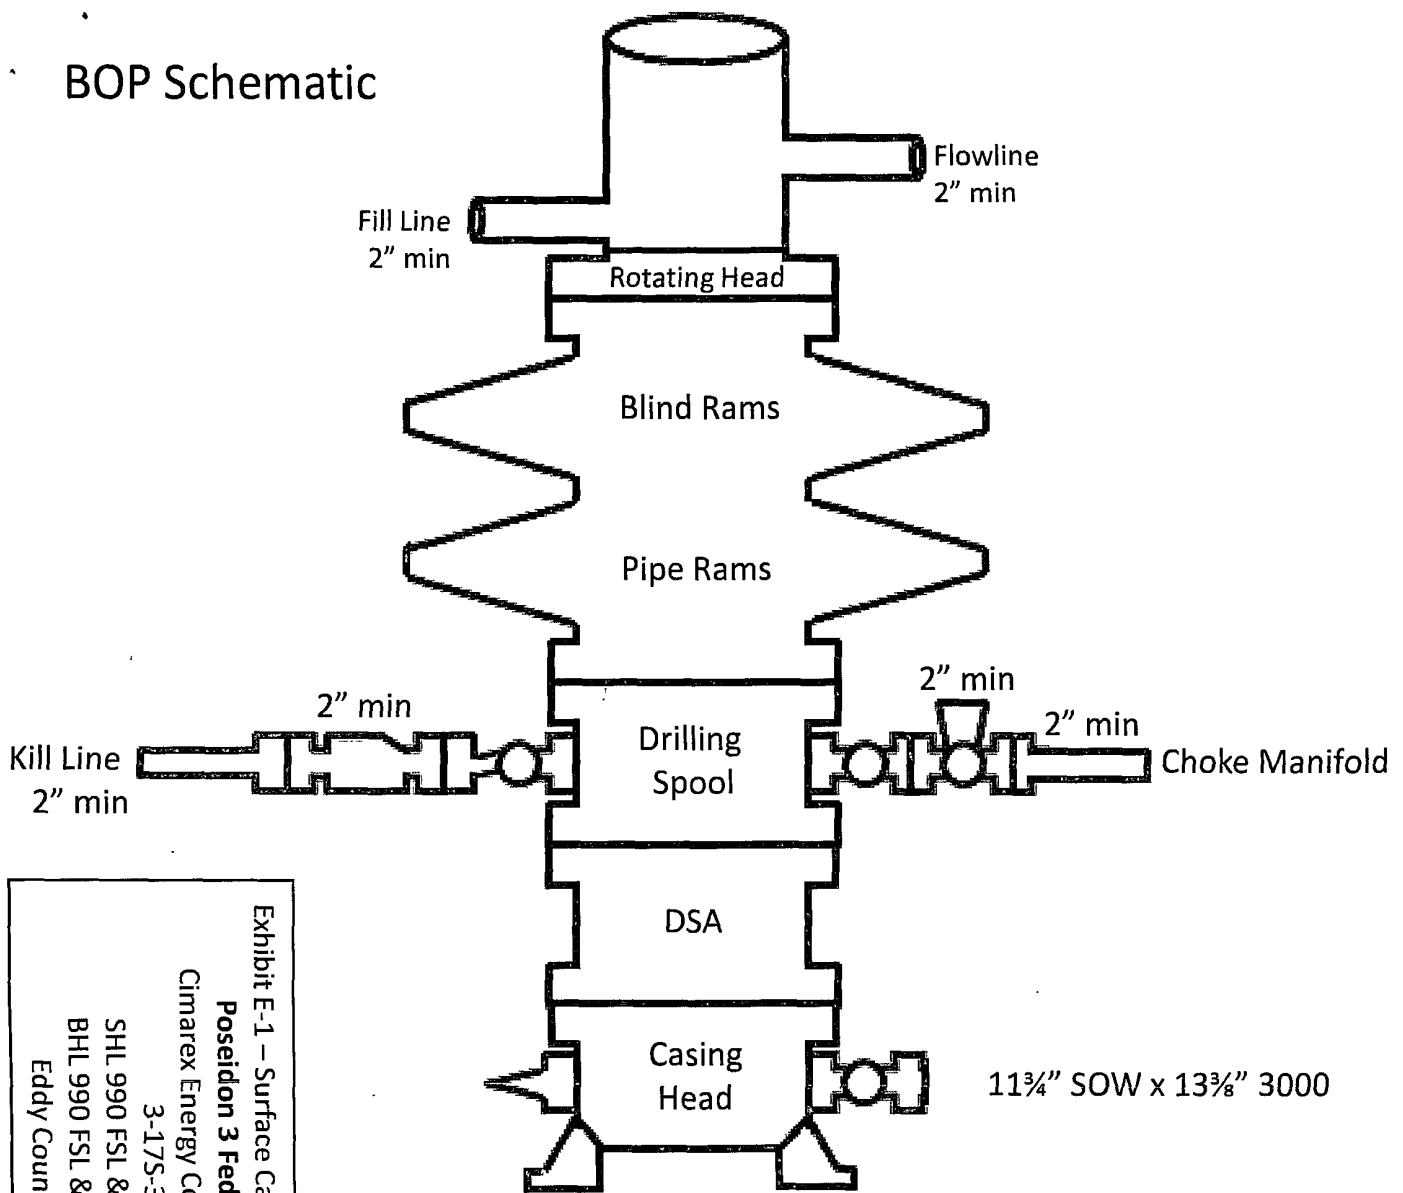 BOP Schematic
Flowline
2” min
Fill Line
2” min
Rotating Head
Blind Rams
Pipe Rams
2” min
2” min
2” min
Kill Line
2” min
Drilling
Spool
Choke Manifold
DSA
Casing
Head
11¾” SOW x 13⅜” 3000
Exhibit E-1 – Surface
Poseidon 3 Fed
Cimarex Energy
3-17S-
SHL 990 FSL &
BHL 990 FSL &
Eddy